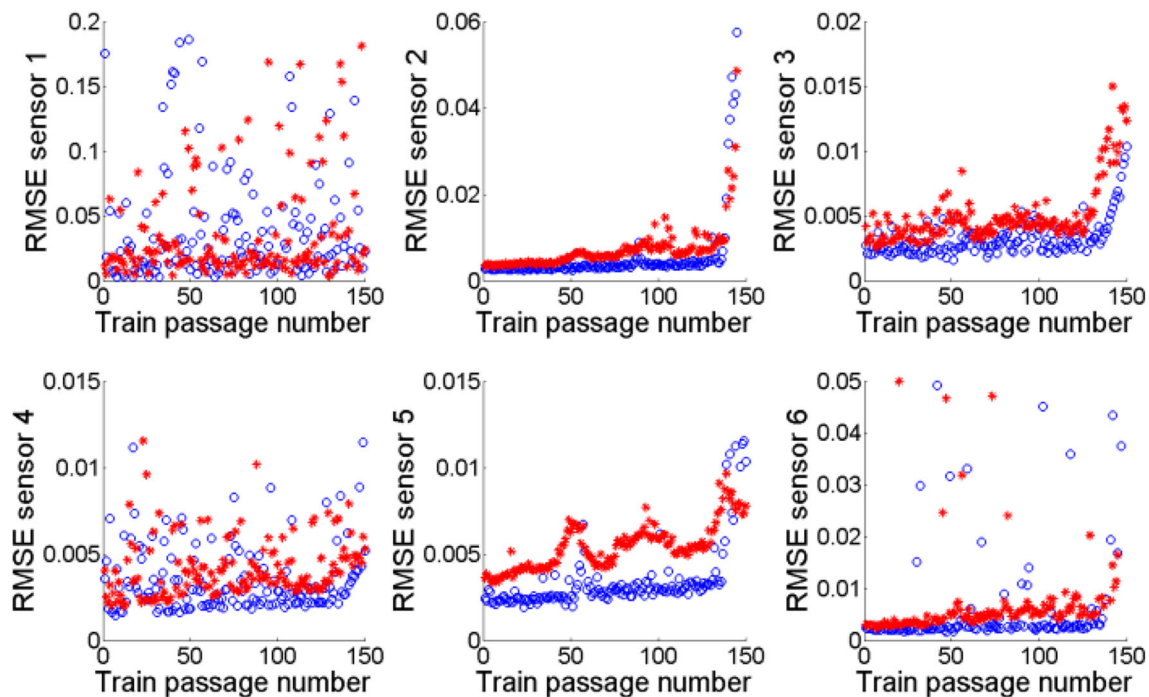 RMSE sensor 1
0.2
0.15
0.1
0.05
0
0 50 100 150
Train passage number
RMSE sensor 2
0.06
0.04
0.02
0
0 50 100 150
Train passage number
RMSE sensor 3
0.02
0.015
0.01
0.005
0
0 50 100 150
Train passage number
RMSE sensor 4
0.015
0.01
0.005
0
0 50 100 150
Train passage number
RMSE sensor 5
0.015
0.01
0.005
0
0 50 100 150
Train passage number
RMSE sensor 6
0.05
0.04
0.03
0.02
0.01
0
0 50 100 150
Train passage number